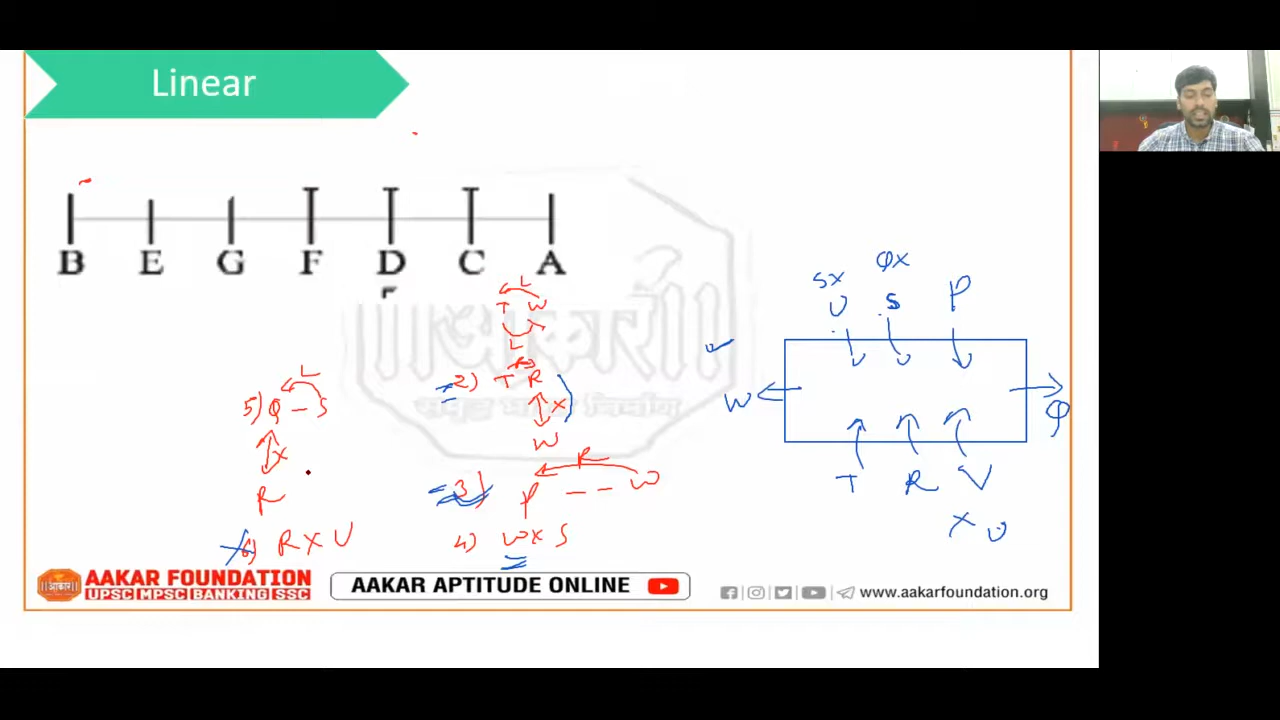 Linear
B E G F D C A
T W
L
2) T R
X
W
R
3) P - - W
4) W X S
L
5) Q - S
X
R
6) R X U
SX QX
U S P
W Q
T R V
X U
।।आकार।।
AAKAR FOUNDATION
UPSC MPSC BANKING SSC
AAKAR APTITUDE ONLINE
www.aakarfoundation.org